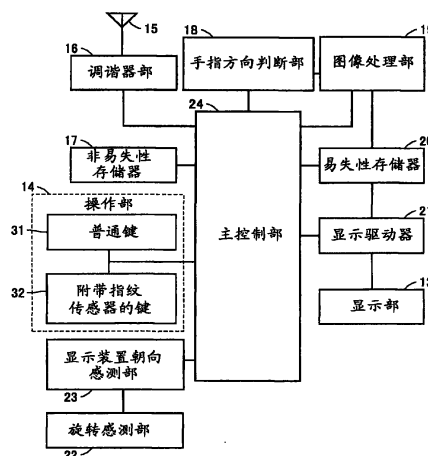 15
16
调谐器部
18
手指方向判断部
图像处理部
24
17
非易失性
存储器
20
易失性存储器
14
操作部
31
普通键
主控制部
显示驱动器
32
附带指纹
传感器的键
显示部
显示装置朝向
感测部
23
旋转感测部
22